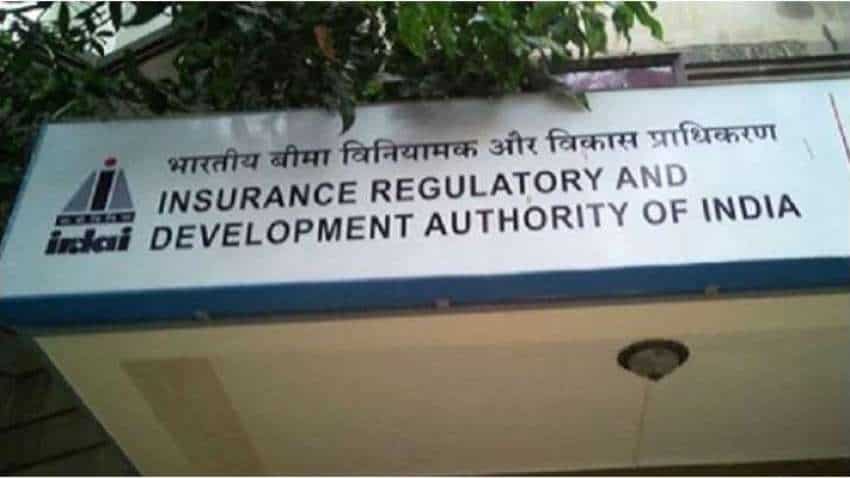 भारतीय बीमा विनियामक और विकास प्राधिकरण
INSURANCE REGULATORY AND
DEVELOPMENT AUTHORITY OF INDIA
irdai